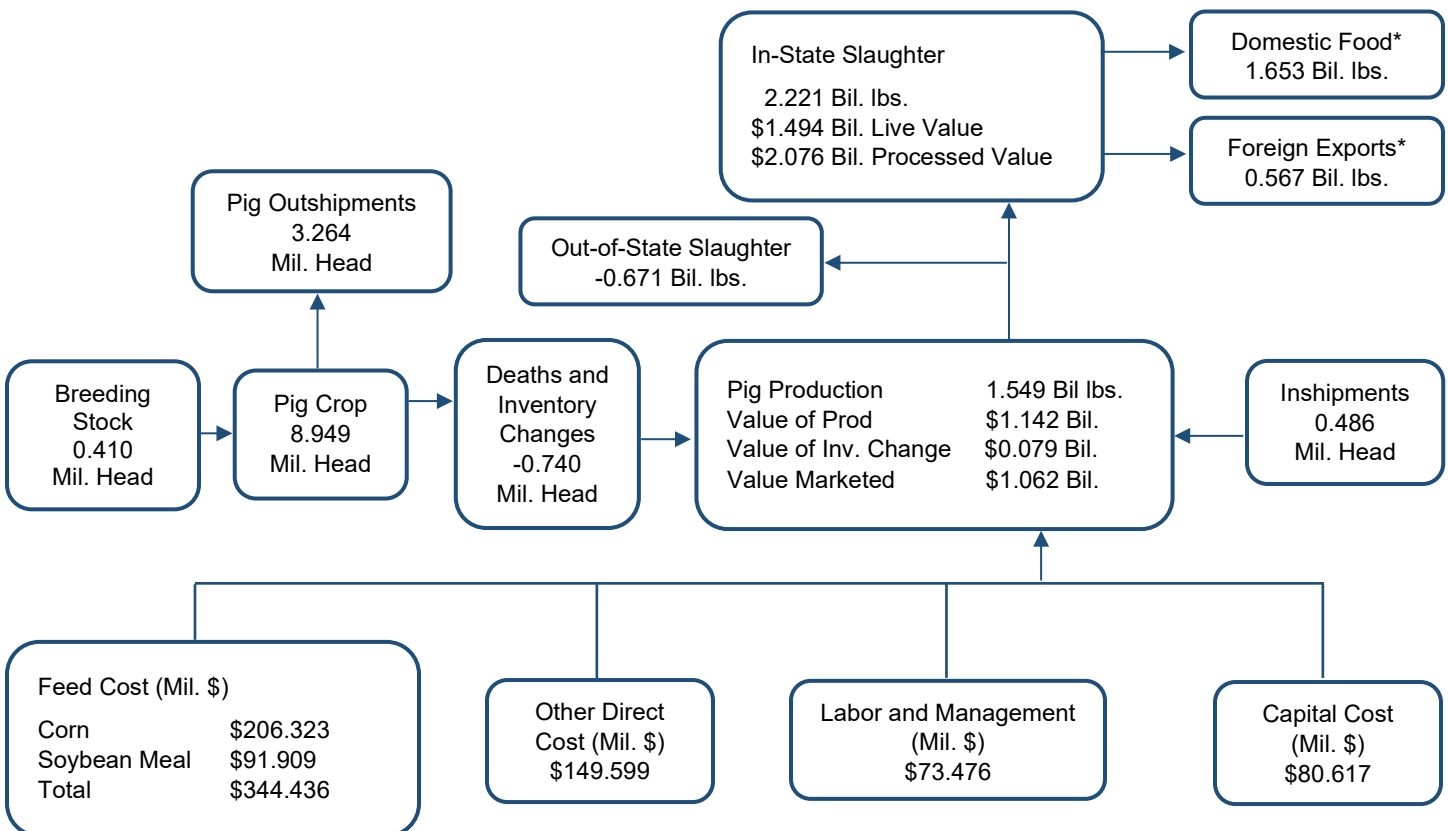 In-State Slaughter
2.221 Bil. lbs.
$1.494 Bil. Live Value
$2.076 Bil. Processed Value
Domestic Food*
1.653 Bil. lbs.
Foreign Exports*
0.567 Bil. lbs.
Pig Outshipments
3.264
Mil. Head
Out-of-State Slaughter
-0.671 Bil. lbs.
Breeding
Stock
0.410
Mil. Head
Pig Crop
8.949
Mil. Head
Deaths and
Inventory
Changes
-0.740
Mil. Head
Pig Production 1.549 Bil lbs.
Value of Prod $1.142 Bil.
Value of Inv. Change $0.079 Bil.
Value Marketed $1.062 Bil.
Inshipments
0.486
Mil. Head
Feed Cost (Mil. $)
Corn $206.323
Soybean Meal $91.909
Total $344.436
Other Direct
Cost (Mil. $)
$149.599
Labor and Management
(Mil. $)
$73.476
Capital Cost
(Mil. $)
$80.617